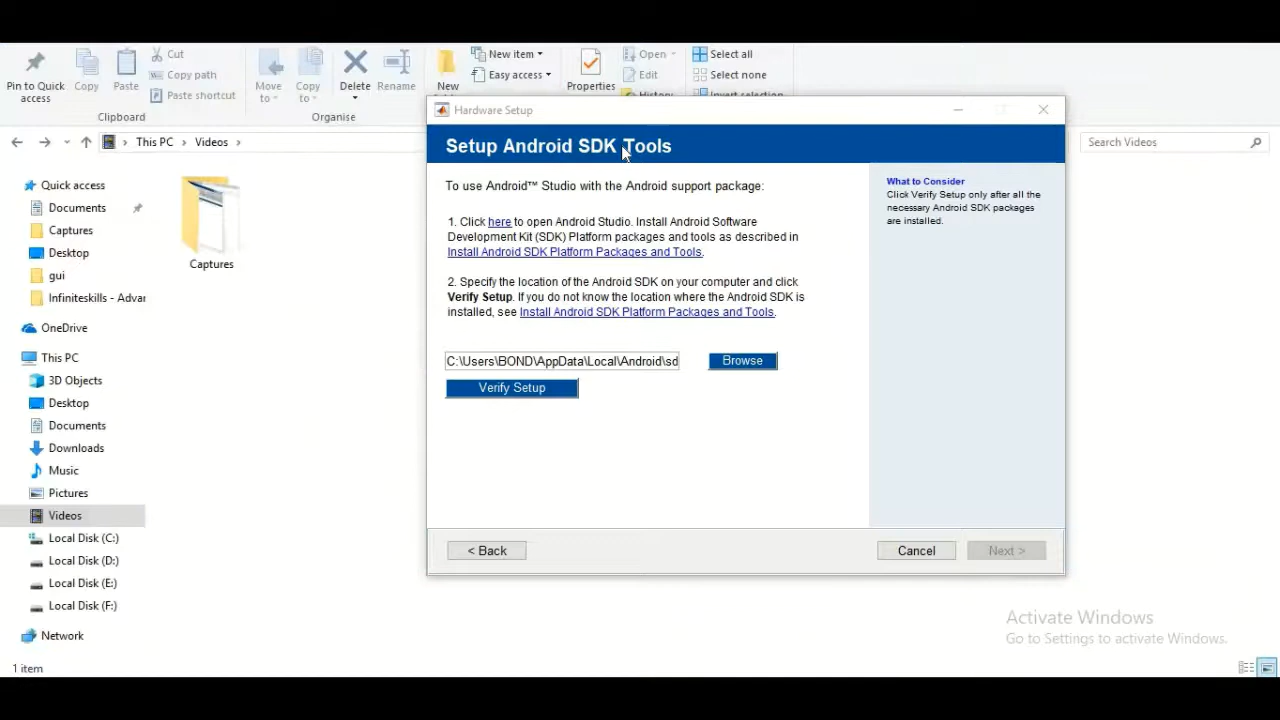 Pin to Quick access
Copy
Paste
Cut
Copy path
Paste shortcut
Clipboard
Move to
Copy to
Delete
Rename
Organise
New
New item
Easy access
Properties
Open
Edit
History
Select all
Select none
Invert selection
This PC
Videos
Search Videos
Quick access
Documents
Captures
Desktop
gui
Infiniteskills - Advar
OneDrive
This PC
3D Objects
Desktop
Documents
Downloads
Music
Pictures
Videos
Local Disk (C:)
Local Disk (D:)
Local Disk (E:)
Local Disk (F:)
Network
1 item
Captures
Hardware Setup
Setup Android SDK Tools
To use Android™ Studio with the Android support package:
1. Click here to open Android Studio. Install Android Software
Development Kit (SDK) Platform packages and tools as described in
Install Android SDK Platform Packages and Tools.
2. Specify the location of the Android SDK on your computer and click
Verify Setup. If you do not know the location where the Android SDK is
installed, see Install Android SDK Platform Packages and Tools.
C:\Users\BOND\AppData\Local\Android\sd
Browse
Verify Setup
What to Consider
Click Verify Setup only after all the
necessary Android SDK packages
are installed.
< Back
Cancel
Next >
Activate Windows
Go to Settings to activate Windows.